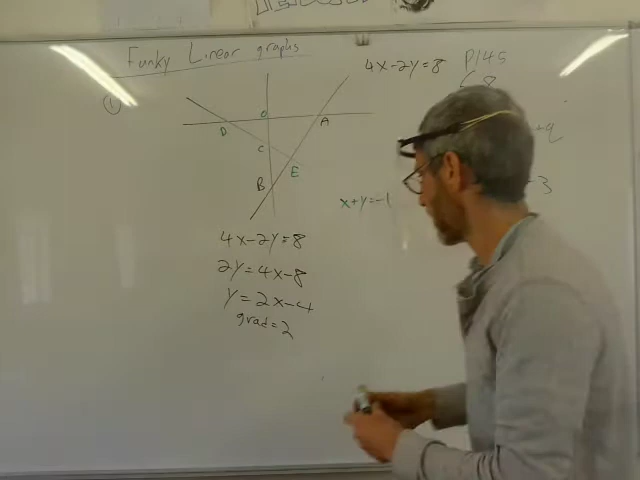 Funky Linear graphs
4x-2y=8
P145
①
O
A
D
C
E
B
+q
3
x+y=-1
4x-2y=8
2y=4x-8
y=2x-4
grad=2